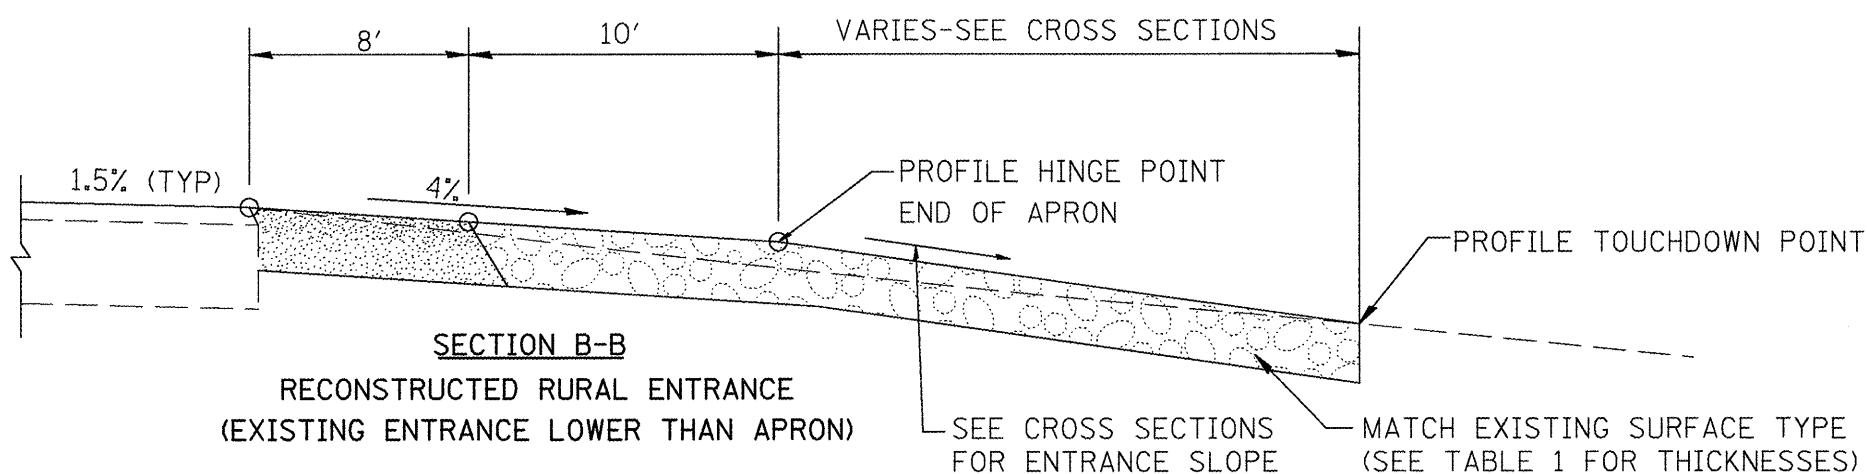 8'
10'
VARIES-SEE CROSS SECTIONS
1.5% (TYP)
4%
PROFILE HINGE POINT
END OF APRON
PROFILE TOUCHDOWN POINT
SECTION B-B
RECONSTRUCTED RURAL ENTRANCE
(EXISTING ENTRANCE LOWER THAN APRON)
SEE CROSS SECTIONS
FOR ENTRANCE SLOPE
MATCH EXISTING SURFACE TYPE
(SEE TABLE 1 FOR THICKNESSES)